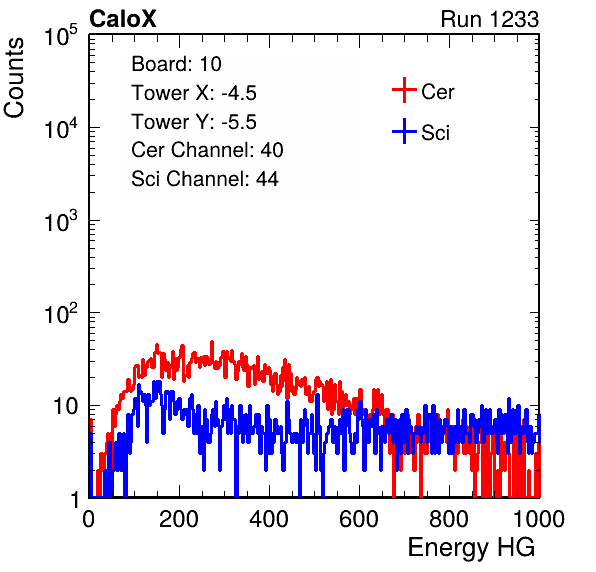 CaloX Run 1233
Counts
Board: 10
Tower X: -4.5
Tower Y: -5.5
Cer Channel: 40
Sci Channel: 44
Cer
Sci
10^5
10^4
10^3
10^2
10
1
0 200 400 600 800 1000
Energy HG